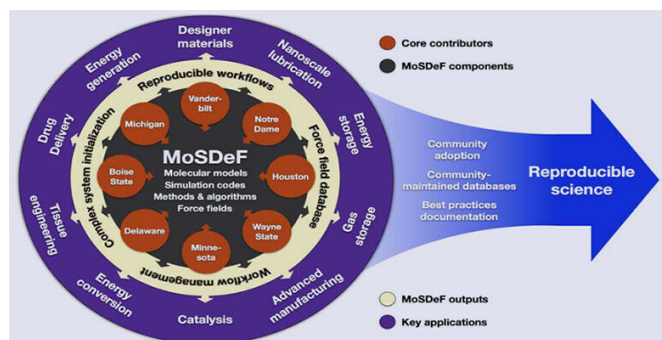 Designer
materials
Nanoscale
lubrication
Energy
storage
Gas
storage
Advanced
manufacturing
Catalysis
Energy
conversion
Tissue
engineering
Drug
Delivery
Energy
generation
Reproducible workflows
Force field database
Workflow management
Complex system initialization
Vander-
bilt
Notre
Dame
Houston
Wayne
State
Minne-
sota
Delaware
Boise
State
Michigan
MoSDeF
Molecular models
Simulation codes
Methods & algorithms
Force fields
Core contributors
MoSDeF components
Community
adoption
Community-
maintained databases
Best practices
documentation
Reproducible
science
MoSDeF outputs
Key applications